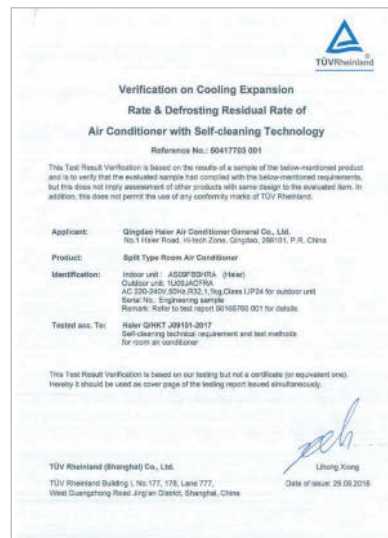 TÜVRheinland
Verification on Cooling Expansion
Rate & Defrosting Residual Rate of
Air Conditioner with Self-cleaning Technology
Reference No.: 50417703 001
This Test Result Verification is based on the results of a sample of the below-mentioned product
and is to verify that the evaluated sample had complied with the below-mentioned requirements,
but this does not imply assessment of other products with same design to the evaluated item. In
addition, this does not permit the use of any conformity marks of TÜV Rheinland.
Applicant: Qingdao Haier Air Conditioner General Co., Ltd.
No.1 Haier Road, Hi-tech Zone, Qingdao, 266101, P.R. China
Product: Split Type Room Air Conditioner
Identification: Indoor unit : (Haier)
Outdoor unit:
AC 220-240V,50Hz,R32,1.1kg,Class I,IP24 for outdoor unit
Serial No.: Engineering sample
Remark: Refer to test report 001 for details.
Tested acc. To: Haier Q/HKT J09101-2017
Self-cleaning technical requirement and test methods
for room air conditioner
This Test Result Verification is based on our testing but not a certificate (or equivalent one).
Hereby it should be used as cover page of the testing report issued simultaneously.
TÜV Rheinland (Shanghai) Co., Ltd.
Lihong Xiong
TÜV Rheinland Building I, No.177, 178, Lane 777,
Date of issue: 29.08.2018
West Guangzhong Road Jing'an District, Shanghai, China